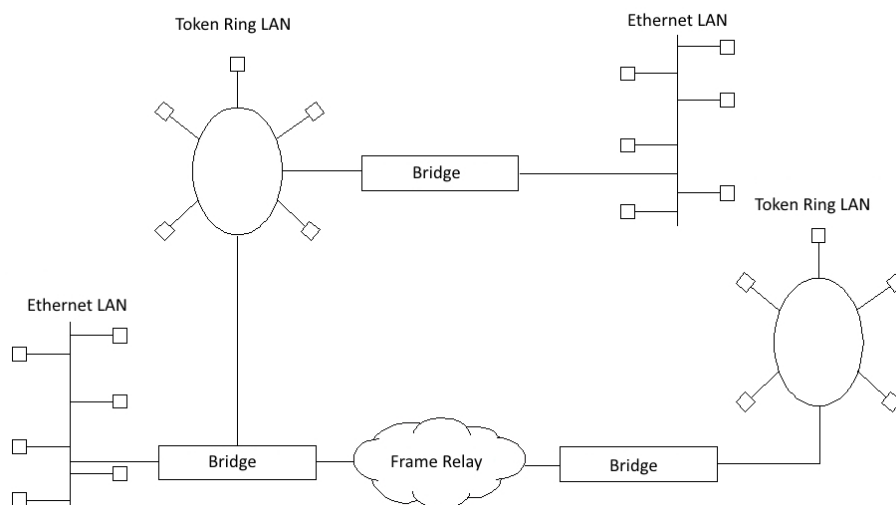 Token Ring LAN
Ethernet LAN
Bridge
Token Ring LAN
Ethernet LAN
Bridge
Frame Relay
Bridge